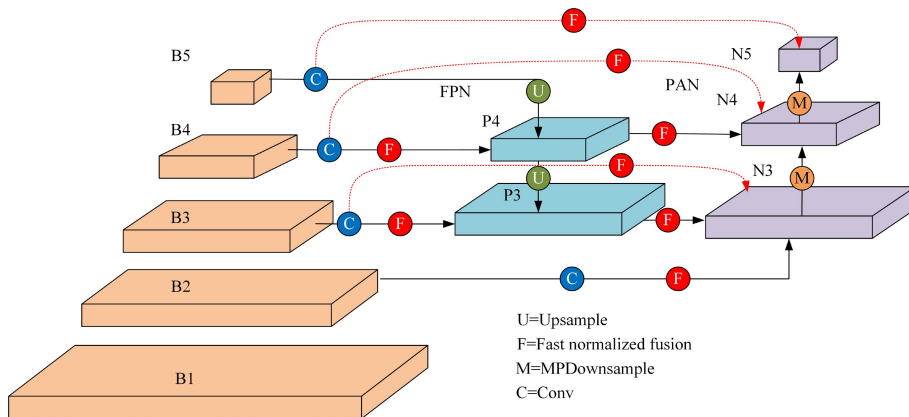 F
B5
N5
C
FPN
U
F
PAN
N4
M
B4
P4
C
F
F
B3
U
P3
F
N3
M
C
F
F
B2
C
F
U=Upsample
F=Fast normalized fusion
B1
M=MPDownsample
C=Conv